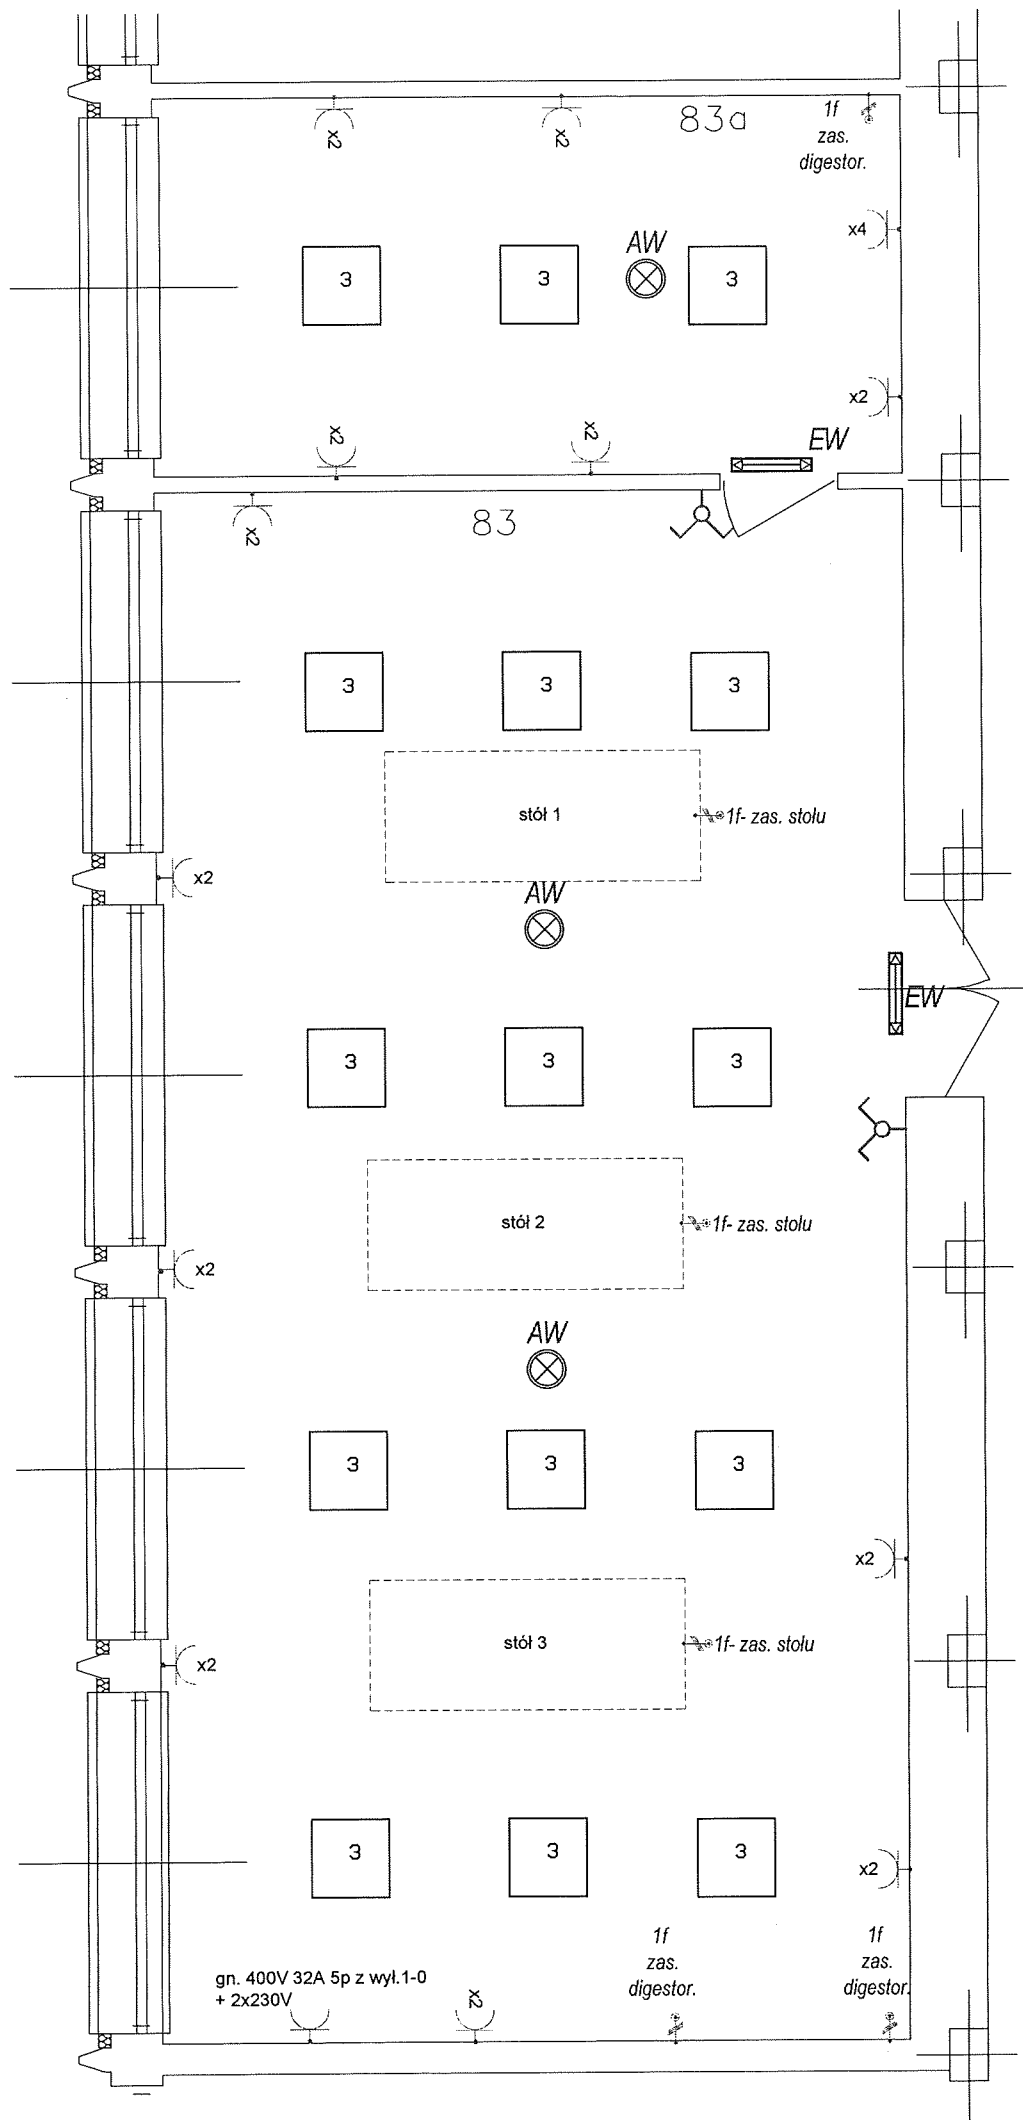 x2
x2
83a
1f
zas.
digestor.
x4
AW
3
3
3
x2
x2
x2
EW
x2
83
3
3
3
stół 1
1f- zas. stołu
x2
AW
EW
3
3
3
stół 2
1f- zas. stołu
x2
AW
3
3
3
x2
stół 3
1f- zas. stołu
x2
3
3
3
x2
1f
zas.
digestor.
1f
zas.
digestor.
gn. 400V 32A 5p z wył.1-0
+ 2x230V
x2